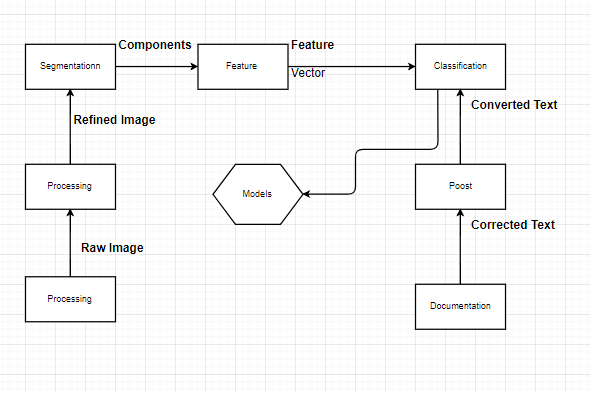 Components
Feature
Segmentationn
Feature
Vector
Classification
Refined Image
Converted Text
Processing
Models
Poost
Raw Image
Corrected Text
Processing
Documentation